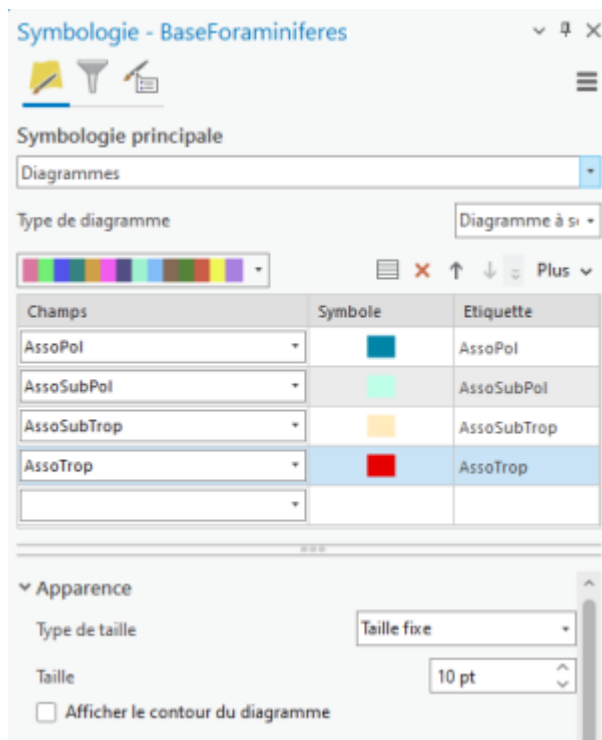 Symbologie - BaseForaminiferes
Symbologie principale
Diagrammes
Type de diagramme Diagramme à s
Plus
Champs Symbole Etiquette
AssoPol AssoPol
AssoSubPol AssoSubPol
AssoSubTrop AssoSubTrop
AssoTrop AssoTrop
Apparence
Type de taille Taille fixe
Taille 10 pt
Afficher le contour du diagramme